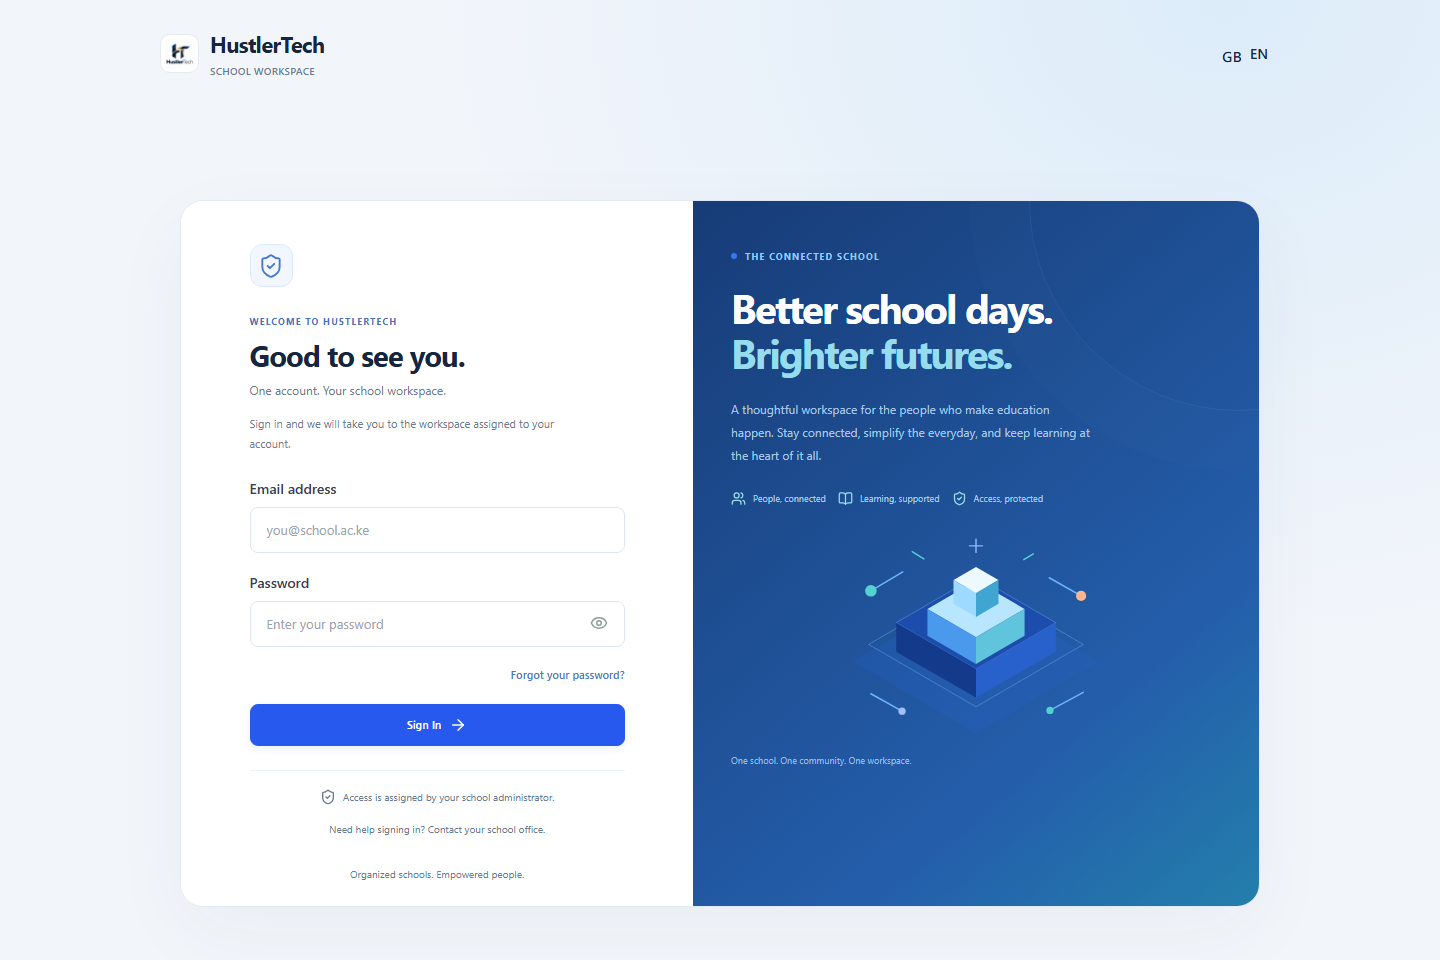 HustlerTech
HustlerTech
SCHOOL WORKSPACE
GB EN
WELCOME TO HUSTLERTECH
Good to see you.
One account. Your school workspace.
Sign in and we will take you to the workspace assigned to your
account.
Email address
you@school.ac.ke
Password
Enter your password
Forgot your password?
Sign In
Access is assigned by your school administrator.
Need help signing in? Contact your school office.
Organized schools. Empowered people.
THE CONNECTED SCHOOL
Better school days.
Brighter futures.
A thoughtful workspace for the people who make education
happen. Stay connected, simplify the everyday, and keep learning at
the heart of it all.
People, connected
Learning, supported
Access, protected
One school. One community. One workspace.